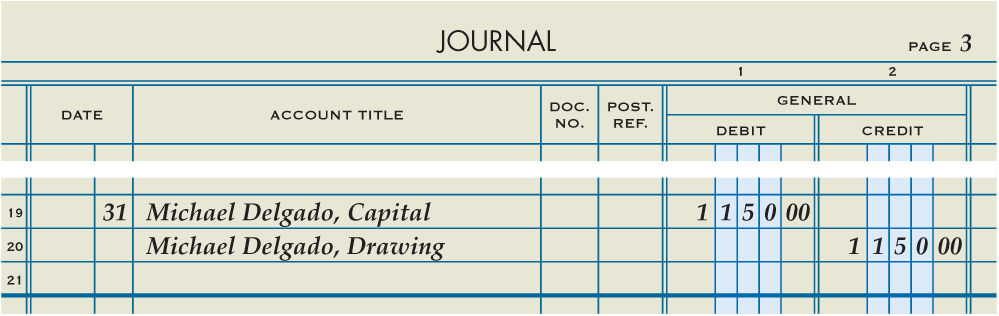 JOURNAL
PAGE 3
1 2
DATE ACCOUNT TITLE DOC. NO. POST. REF. GENERAL
DEBIT CREDIT
19 31 Michael Delgado, Capital 1 1 5 0 00
20 Michael Delgado, Drawing 1 1 5 0 00
21